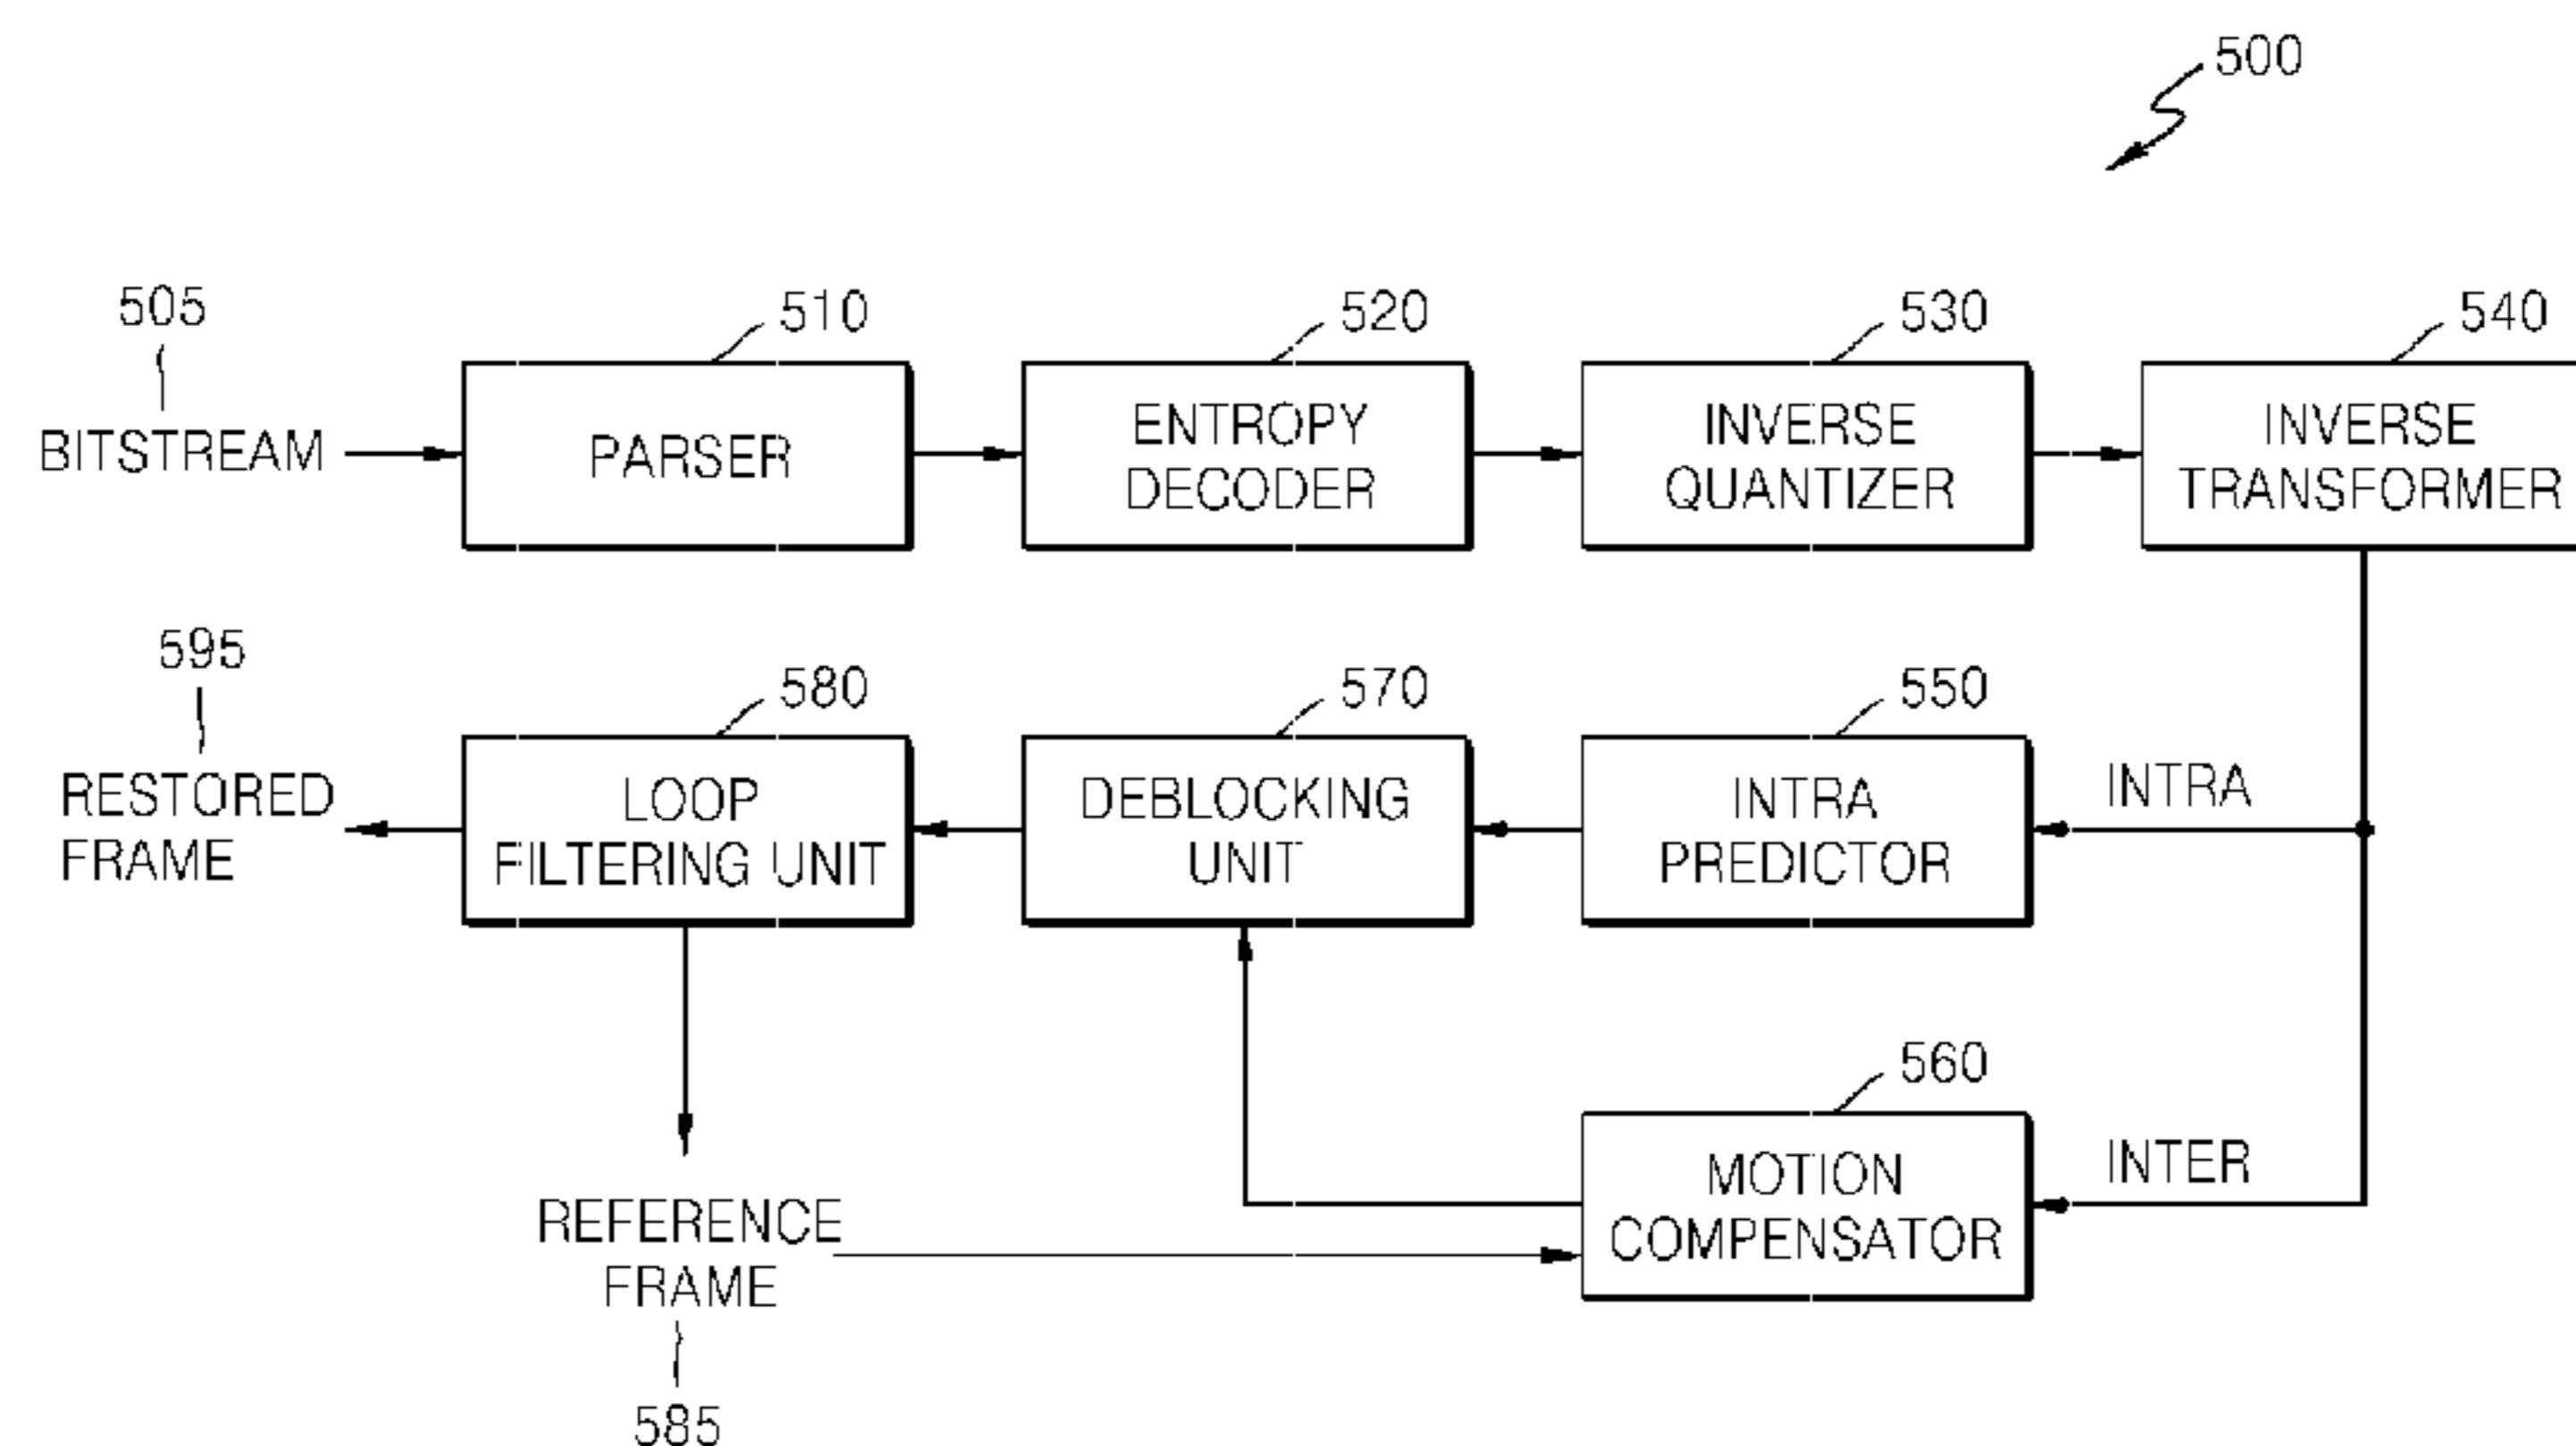 500
505
510
520
530
540
BITSTREAM
PARSER
ENTROPY
DECODER
INVERSE
QUANTIZER
INVERSE
TRANSFORMER
595
580
570
550
RESTORED
FRAME
LOOP
FILTERING UNIT
DEBLOCKING
UNIT
INTRA
PREDICTOR
INTRA
560
REFERENCE
FRAME
MOTION
COMPENSATOR
INTER
585